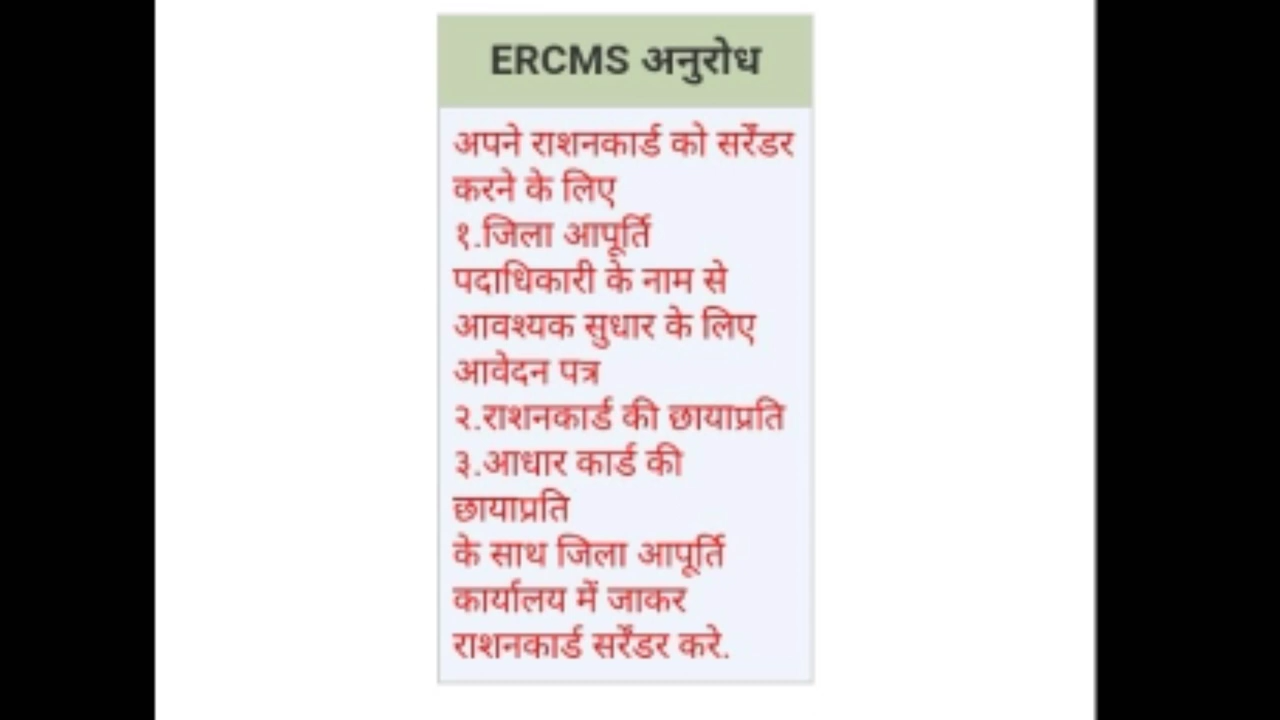 ERCMS अनुरोध
अपने राशनकार्ड को सर्रेंडर
करने के लिए
१.जिला आपूर्ति
पदाधिकारी के नाम से
आवश्यक सुधार के लिए
आवेदन पत्र
२.राशनकार्ड की छायाप्रति
३.आधार कार्ड की
छायाप्रति
के साथ जिला आपूर्ति
कार्यालय में जाकर
राशनकार्ड सर्रेंडर करे.